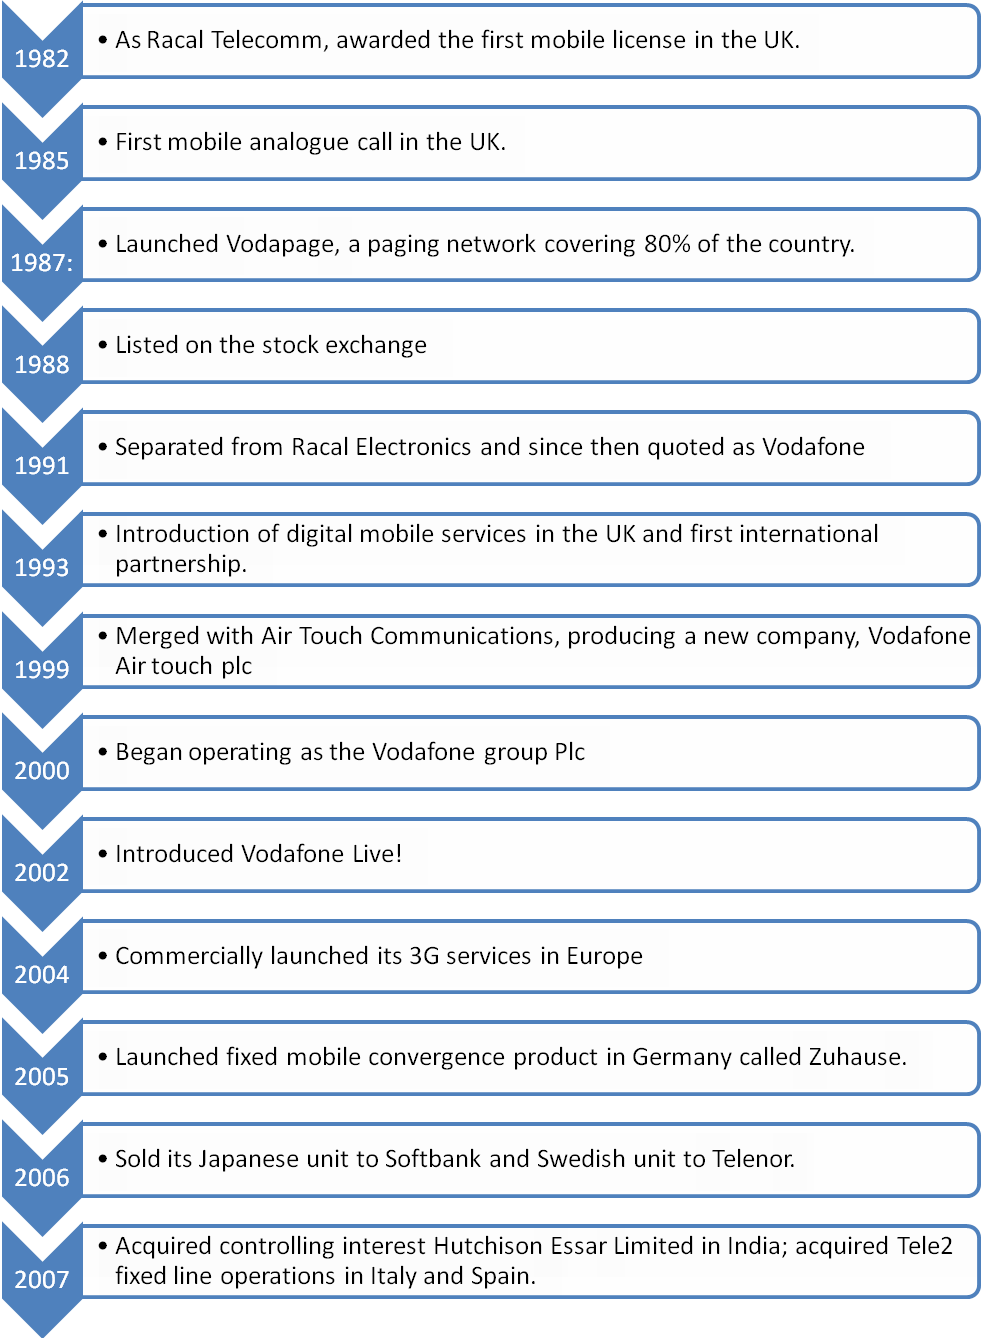 1982
• As Racal Telecomm, awarded the first mobile license in the UK.
1985
• First mobile analogue call in the UK.
1987:
• Launched Vodapage, a paging network covering 80% of the country.
1988
• Listed on the stock exchange
1991
• Separated from Racal Electronics and since then quoted as Vodafone
1993
• Introduction of digital mobile services in the UK and first international
partnership.
1999
• Merged with Air Touch Communications, producing a new company, Vodafone
Air touch plc
2000
• Began operating as the Vodafone group Plc
2002
• Introduced Vodafone Live!
2004
• Commercially launched its 3G services in Europe
2005
• Launched fixed mobile convergence product in Germany called Zuhause.
2006
• Sold its Japanese unit to Softbank and Swedish unit to Telenor.
2007
• Acquired controlling interest Hutchison Essar Limited in India; acquired Tele2
fixed line operations in Italy and Spain.